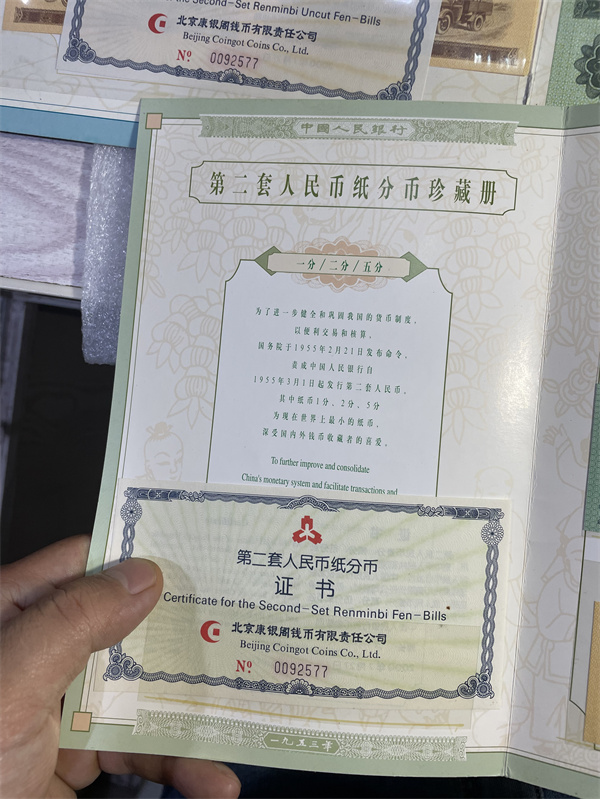 the Second-Set Renminbi Uncut Fen-Bills
北京康银阁钱币有限责任公司
Beijing Coingot Coins Co., Ltd.
Nº 0092577
中國人民銀行
第二套人民币纸分币珍藏册
一分/二分/五分
为了进一步健全和巩固我国的货币制度，
以便利交易和核算。
国务院于1955年2月21日发布命令，
责成中国人民银行自
1955年3月1日起发行第二套人民币，
其中纸币1分、2分、5分
为现在世界上最小的纸币，
深受国内外钱币收藏者的喜爱。
To further improve and consolidate
China's monetary system and facilitate transactions and
第二套人民币纸分币
证书
Certificate for the Second-Set Renminbi Fen-Bills
北京康银阁钱币有限责任公司
Beijing Coingot Coins Co., Ltd.
Nº 0092577
一九五三年